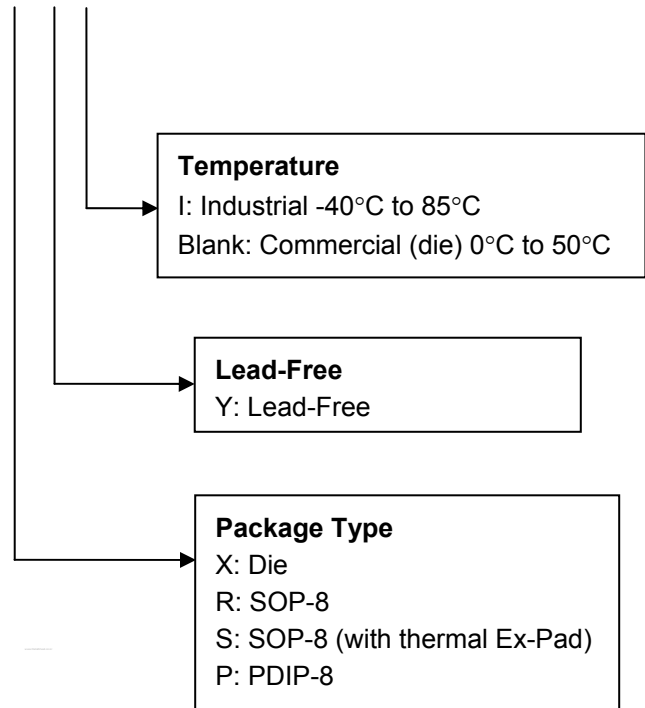 Temperature
I: Industrial -40°C to 85°C
Blank: Commercial (die) 0°C to 50°C
Lead-Free
Y: Lead-Free
Package Type
X: Die
R: SOP-8
S: SOP-8 (with thermal Ex-Pad)
P: PDIP-8